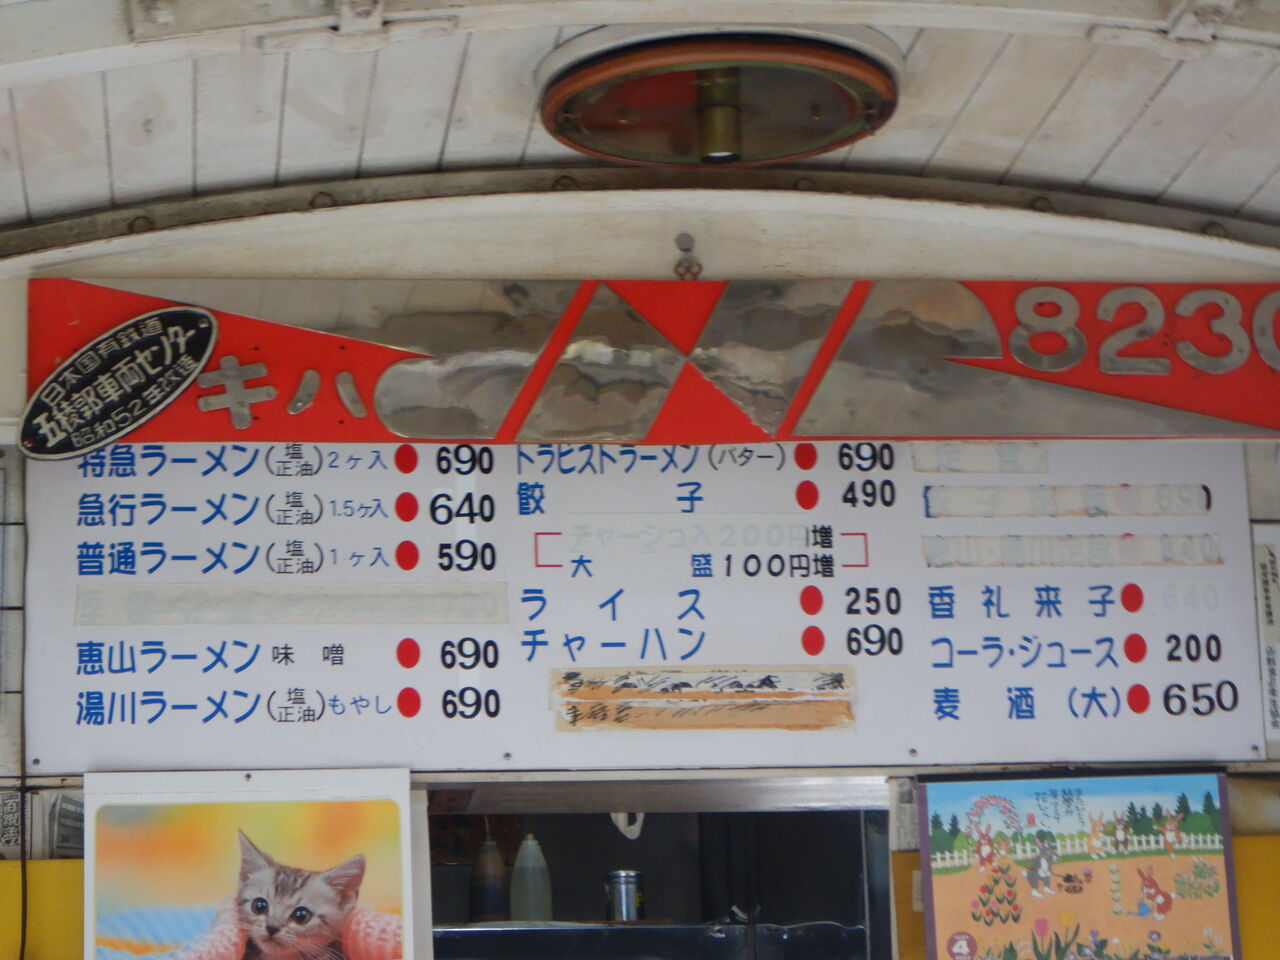 日本国有鉄道
五稜郭車両センター
昭和52年改造
キハ
8230
特急ラーメン(塩 正油)2ヶ入 690
急行ラーメン(塩 正油)1.5ヶ入 640
普通ラーメン(塩 正油)1ヶ入 590
恵山ラーメン 味噌 690
湯川ラーメン(塩 正油)もやし 690
トラピストラーメン(バター) 690
餃子 490
チャーシュー入200円増
大盛100円増
ライス 250
チャーハン 690
香礼来子 640
コーラ・ジュース 200
麦酒(大) 650
4